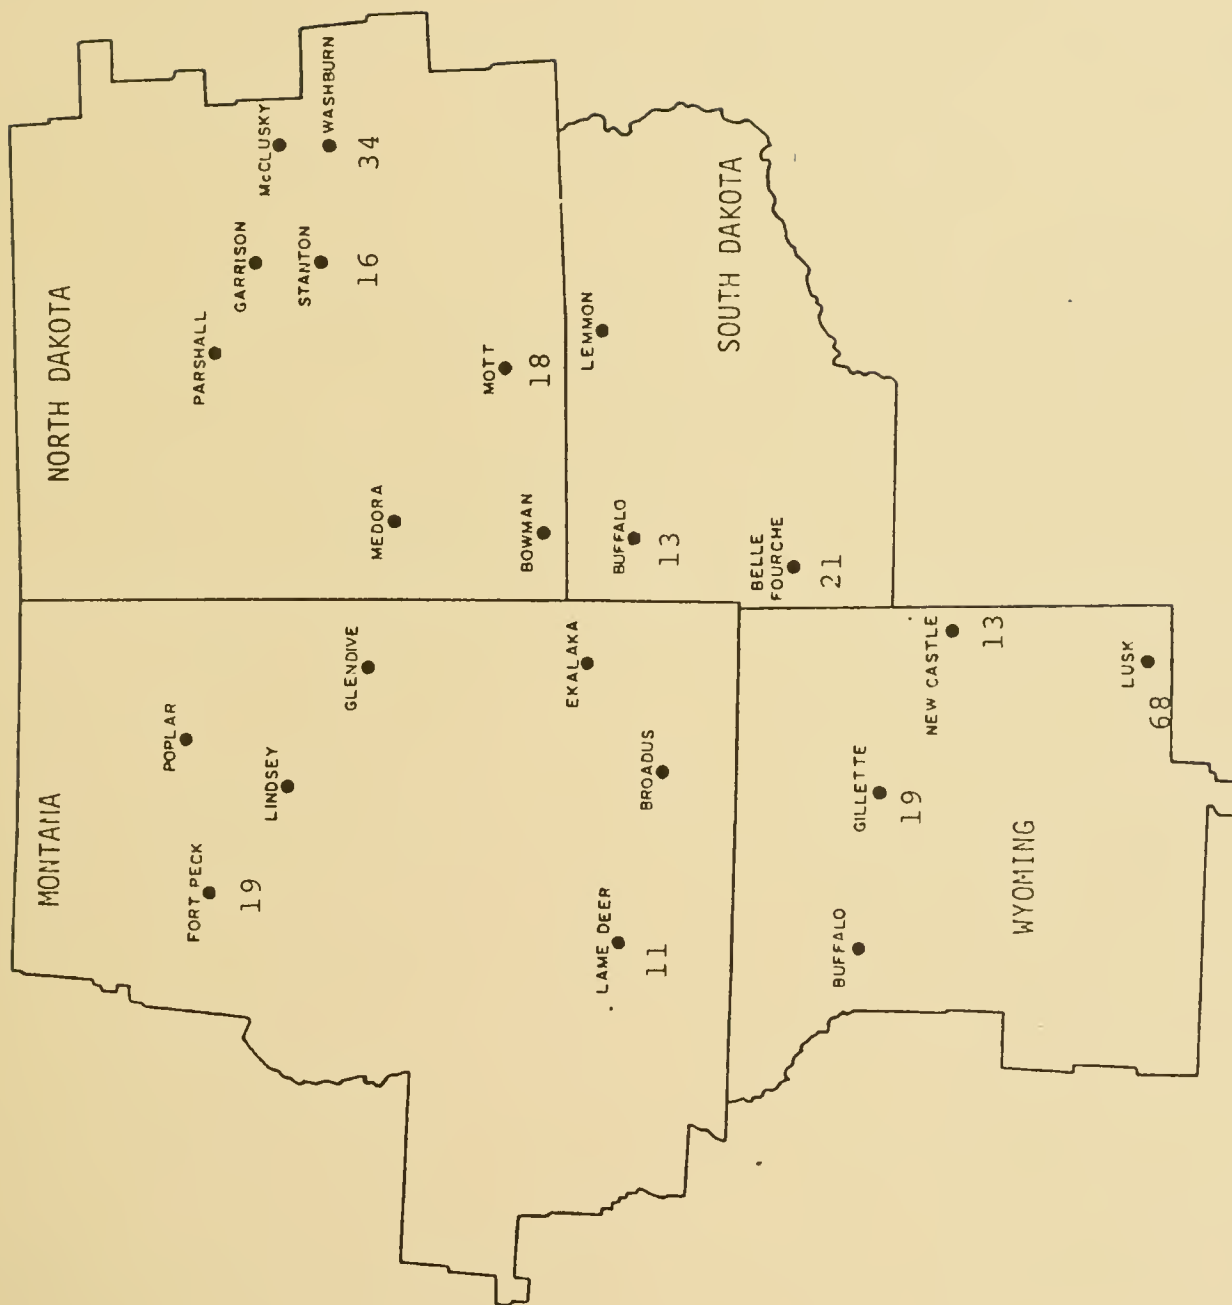 MONTANA
NORTH DAKOTA
POPLAR
FORT PECK
19
LINDSEY
GLENDIVE
LAME DEER
11
BROADUS
EKALAKA
PARSHALL
GARRISON
McCLUSKY
STANTON
16
WASHBURN
34
MEDORA
MOTT
18
BOWMAN
LEMMON
BUFFALO
13
SOUTH DAKOTA
BELLE
FOURCHE
21
BUFFALO
GILLETTE
19
NEW CASTLE
13
WYOMING
LUSK
68